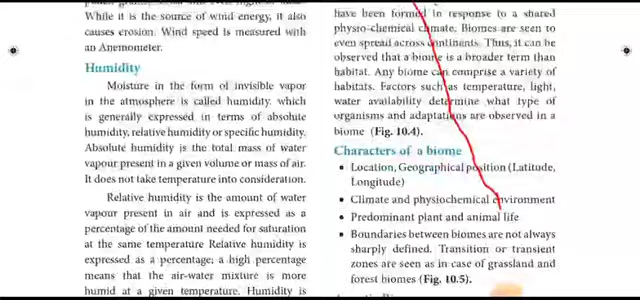 While it is the source of wind energy, it also
causes erosion. Wind speed is measured with
an Anemometer.
Humidity
Moisture in the form of invisible vapor
in the atmosphere is called humidity, which
is generally expressed in terms of absolute
humidity, relative humidity or specific humidity.
Absolute humidity is the total mass of water
vapour present in a given volume or mass of air.
It does not take temperature into consideration.
Relative humidity is the amount of water
vapour present in air and is expressed as a
percentage of the amount needed for saturation
at the same temperature Relative humidity is
expressed as a percentage; a high percentage
means that the air-water mixture is more
humid at a given temperature. Humidity is
have been formed in response to a shared
physio-chemical climate. Biomes are seen to
even spread across continents. Thus, it can be
observed that a biome is a broader term than
habitat. Any biome can comprise a variety of
habitats. Factors such as temperature, light,
water availability determine what type of
organisms and adaptations are observed in a
biome (Fig. 10.4).
Characters of a biome
• Location, Geographical position (Latitude,
Longitude)
• Climate and physiochemical environment
• Predominant plant and animal life
• Boundaries between biomes are not always
sharply defined. Transition or transient
zones are seen as in case of grassland and
forest biomes (Fig. 10.5).